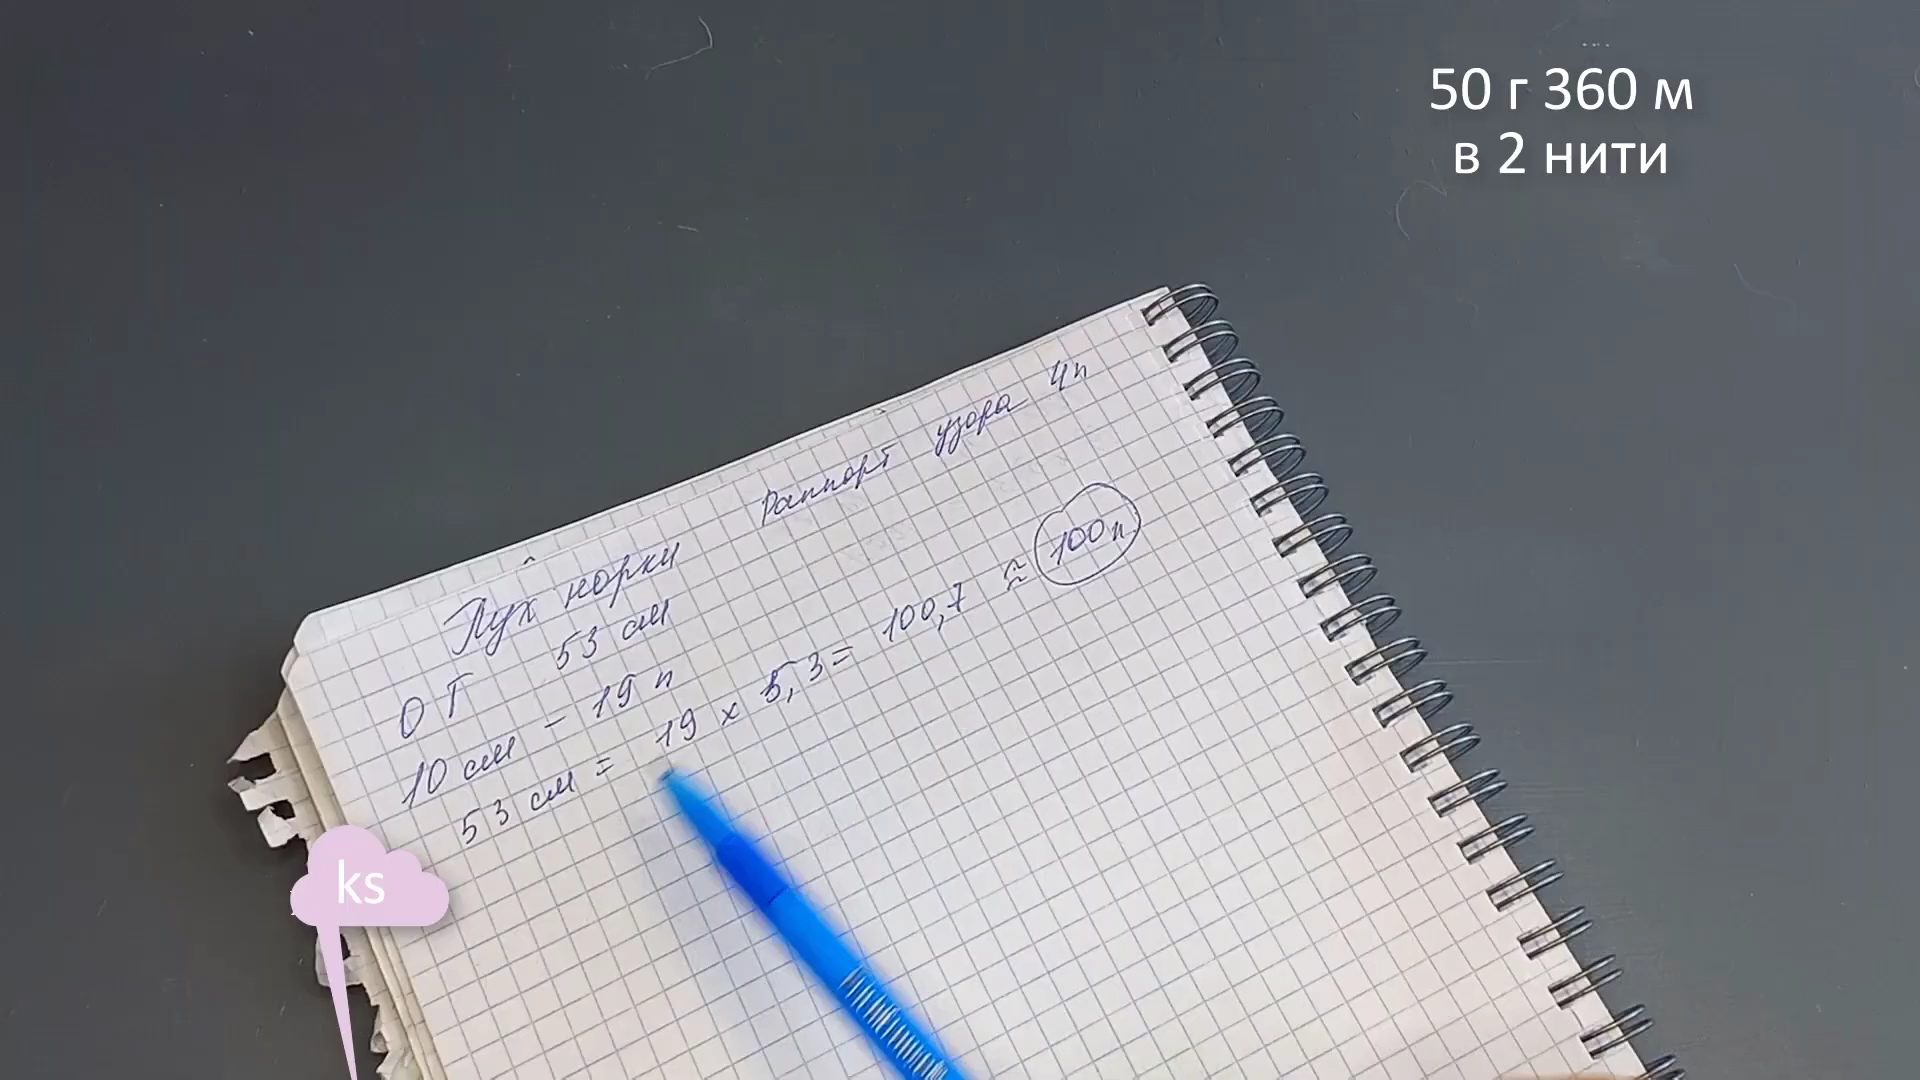 50 г 360 м
в 2 нити
Раппорт узора 4п
Пух норки
ОГ 53 см
10 см - 19 п
53 см = 19 x 5,3 = 100,7 ≈ 100п.
ks